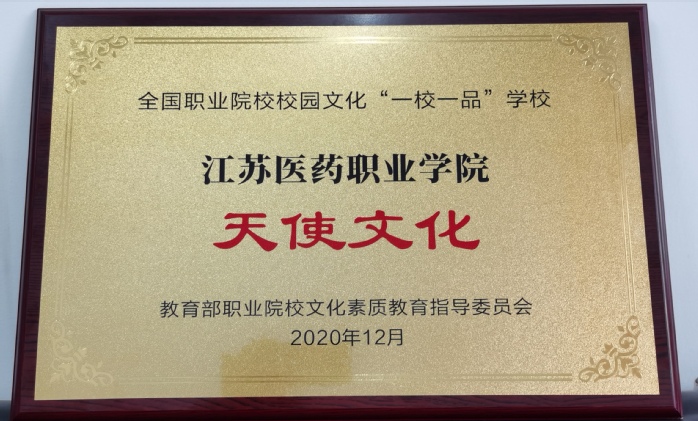 全国职业院校校园文化“一校一品”学校
江苏医药职业学院
天使文化
教育部职业院校文化素质教育指导委员会
2020年12月